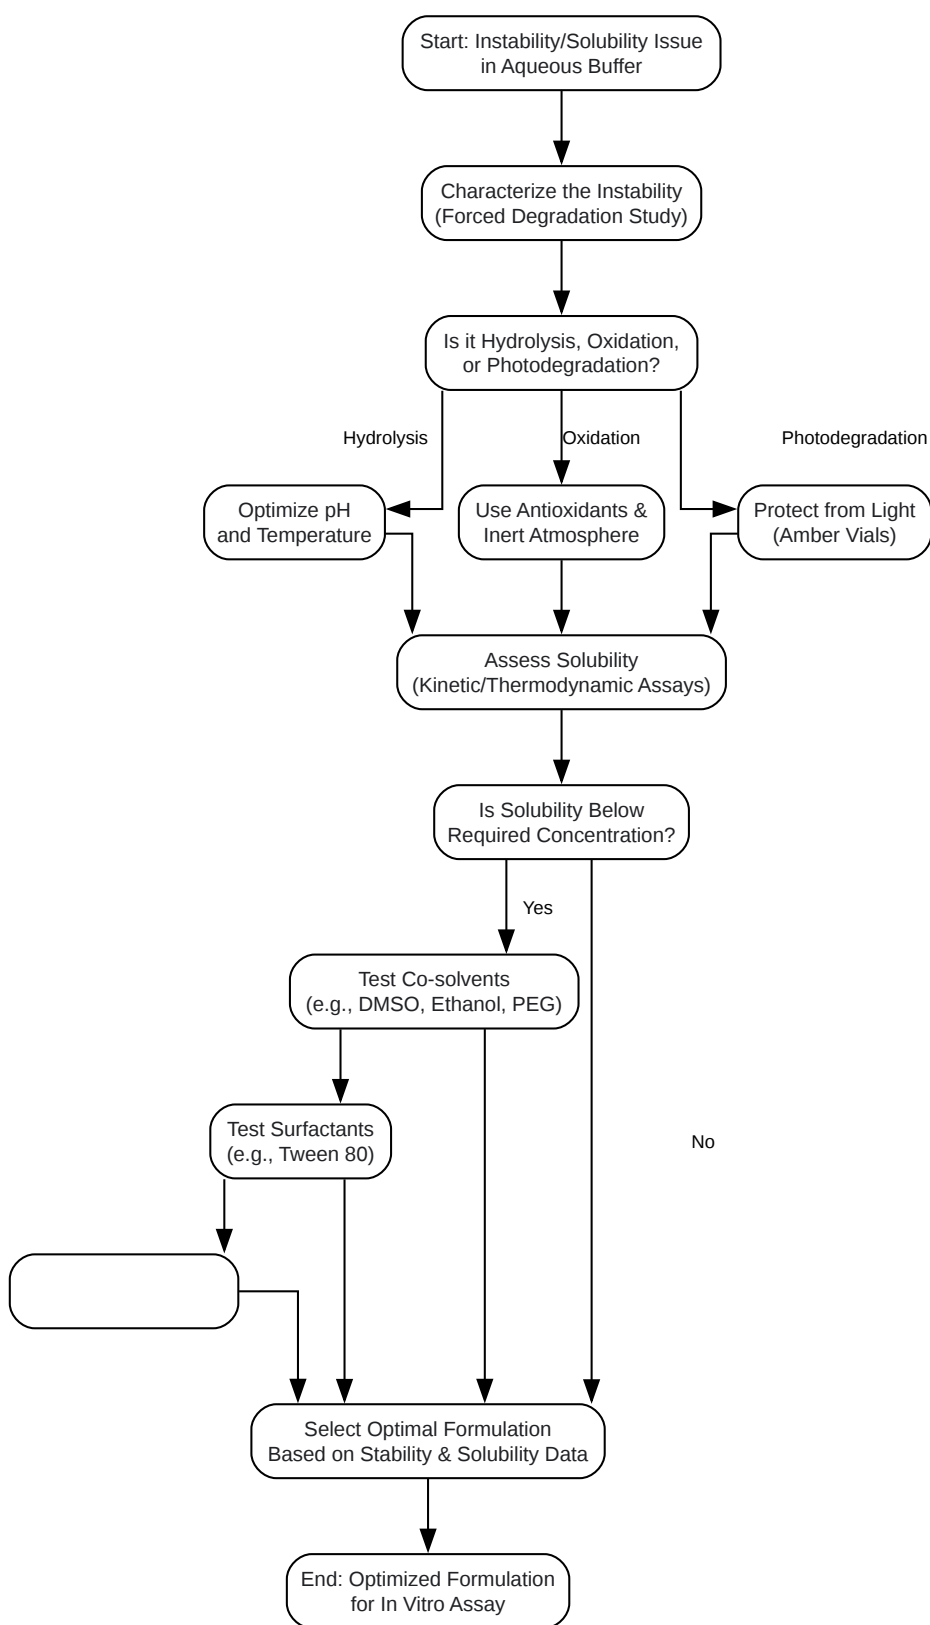 Start: Instability/Solubility Issue
in Aqueous Buffer
Characterize the Instability
(Forced Degradation Study)
Is it Hydrolysis, Oxidation,
or Photodegradation?
Hydrolysis
Oxidation
Photodegradation
Optimize pH
and Temperature
Use Antioxidants &
Inert Atmosphere
Protect from Light
(Amber Vials)
Assess Solubility
(Kinetic/Thermodynamic Assays)
Is Solubility Below
Required Concentration?
Yes
Test Co-solvents
(e.g., DMSO, Ethanol, PEG)
Test Surfactants
(e.g., Tween 80)
No
Select Optimal Formulation
Based on Stability & Solubility Data
End: Optimized Formulation
for In Vitro Assay